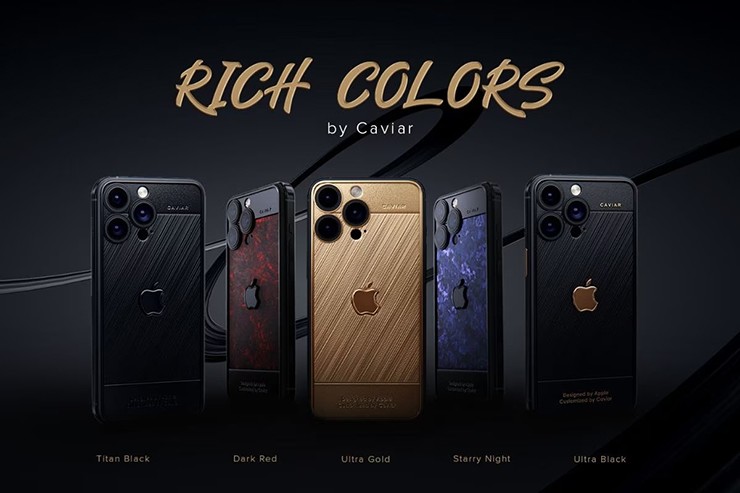 RICH COLORS
by Caviar
CAVIAR
CAVIAR
CAVIAR
Designed by Apple
Customized by Caviar
Titan Black
Dark Red
Ultra Gold
Starry Night
Ultra Black